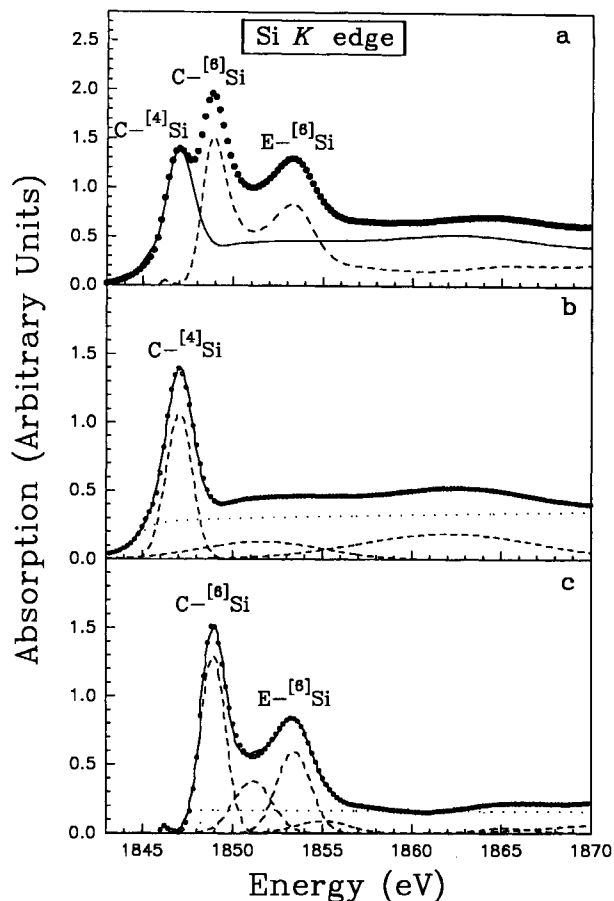 Si K edge
a
C-[6]Si
C-[4]Si
E-[6]Si
2.5
2.0
1.5
1.0
0.5
0.0
b
C-[4]Si
1.5
1.0
0.5
0.0
c
C-[6]Si
E-[6]Si
1.5
1.0
0.5
0.0
1845 1850 1855 1860 1865 1870
Absorption (Arbitrary Units)
Energy (eV)